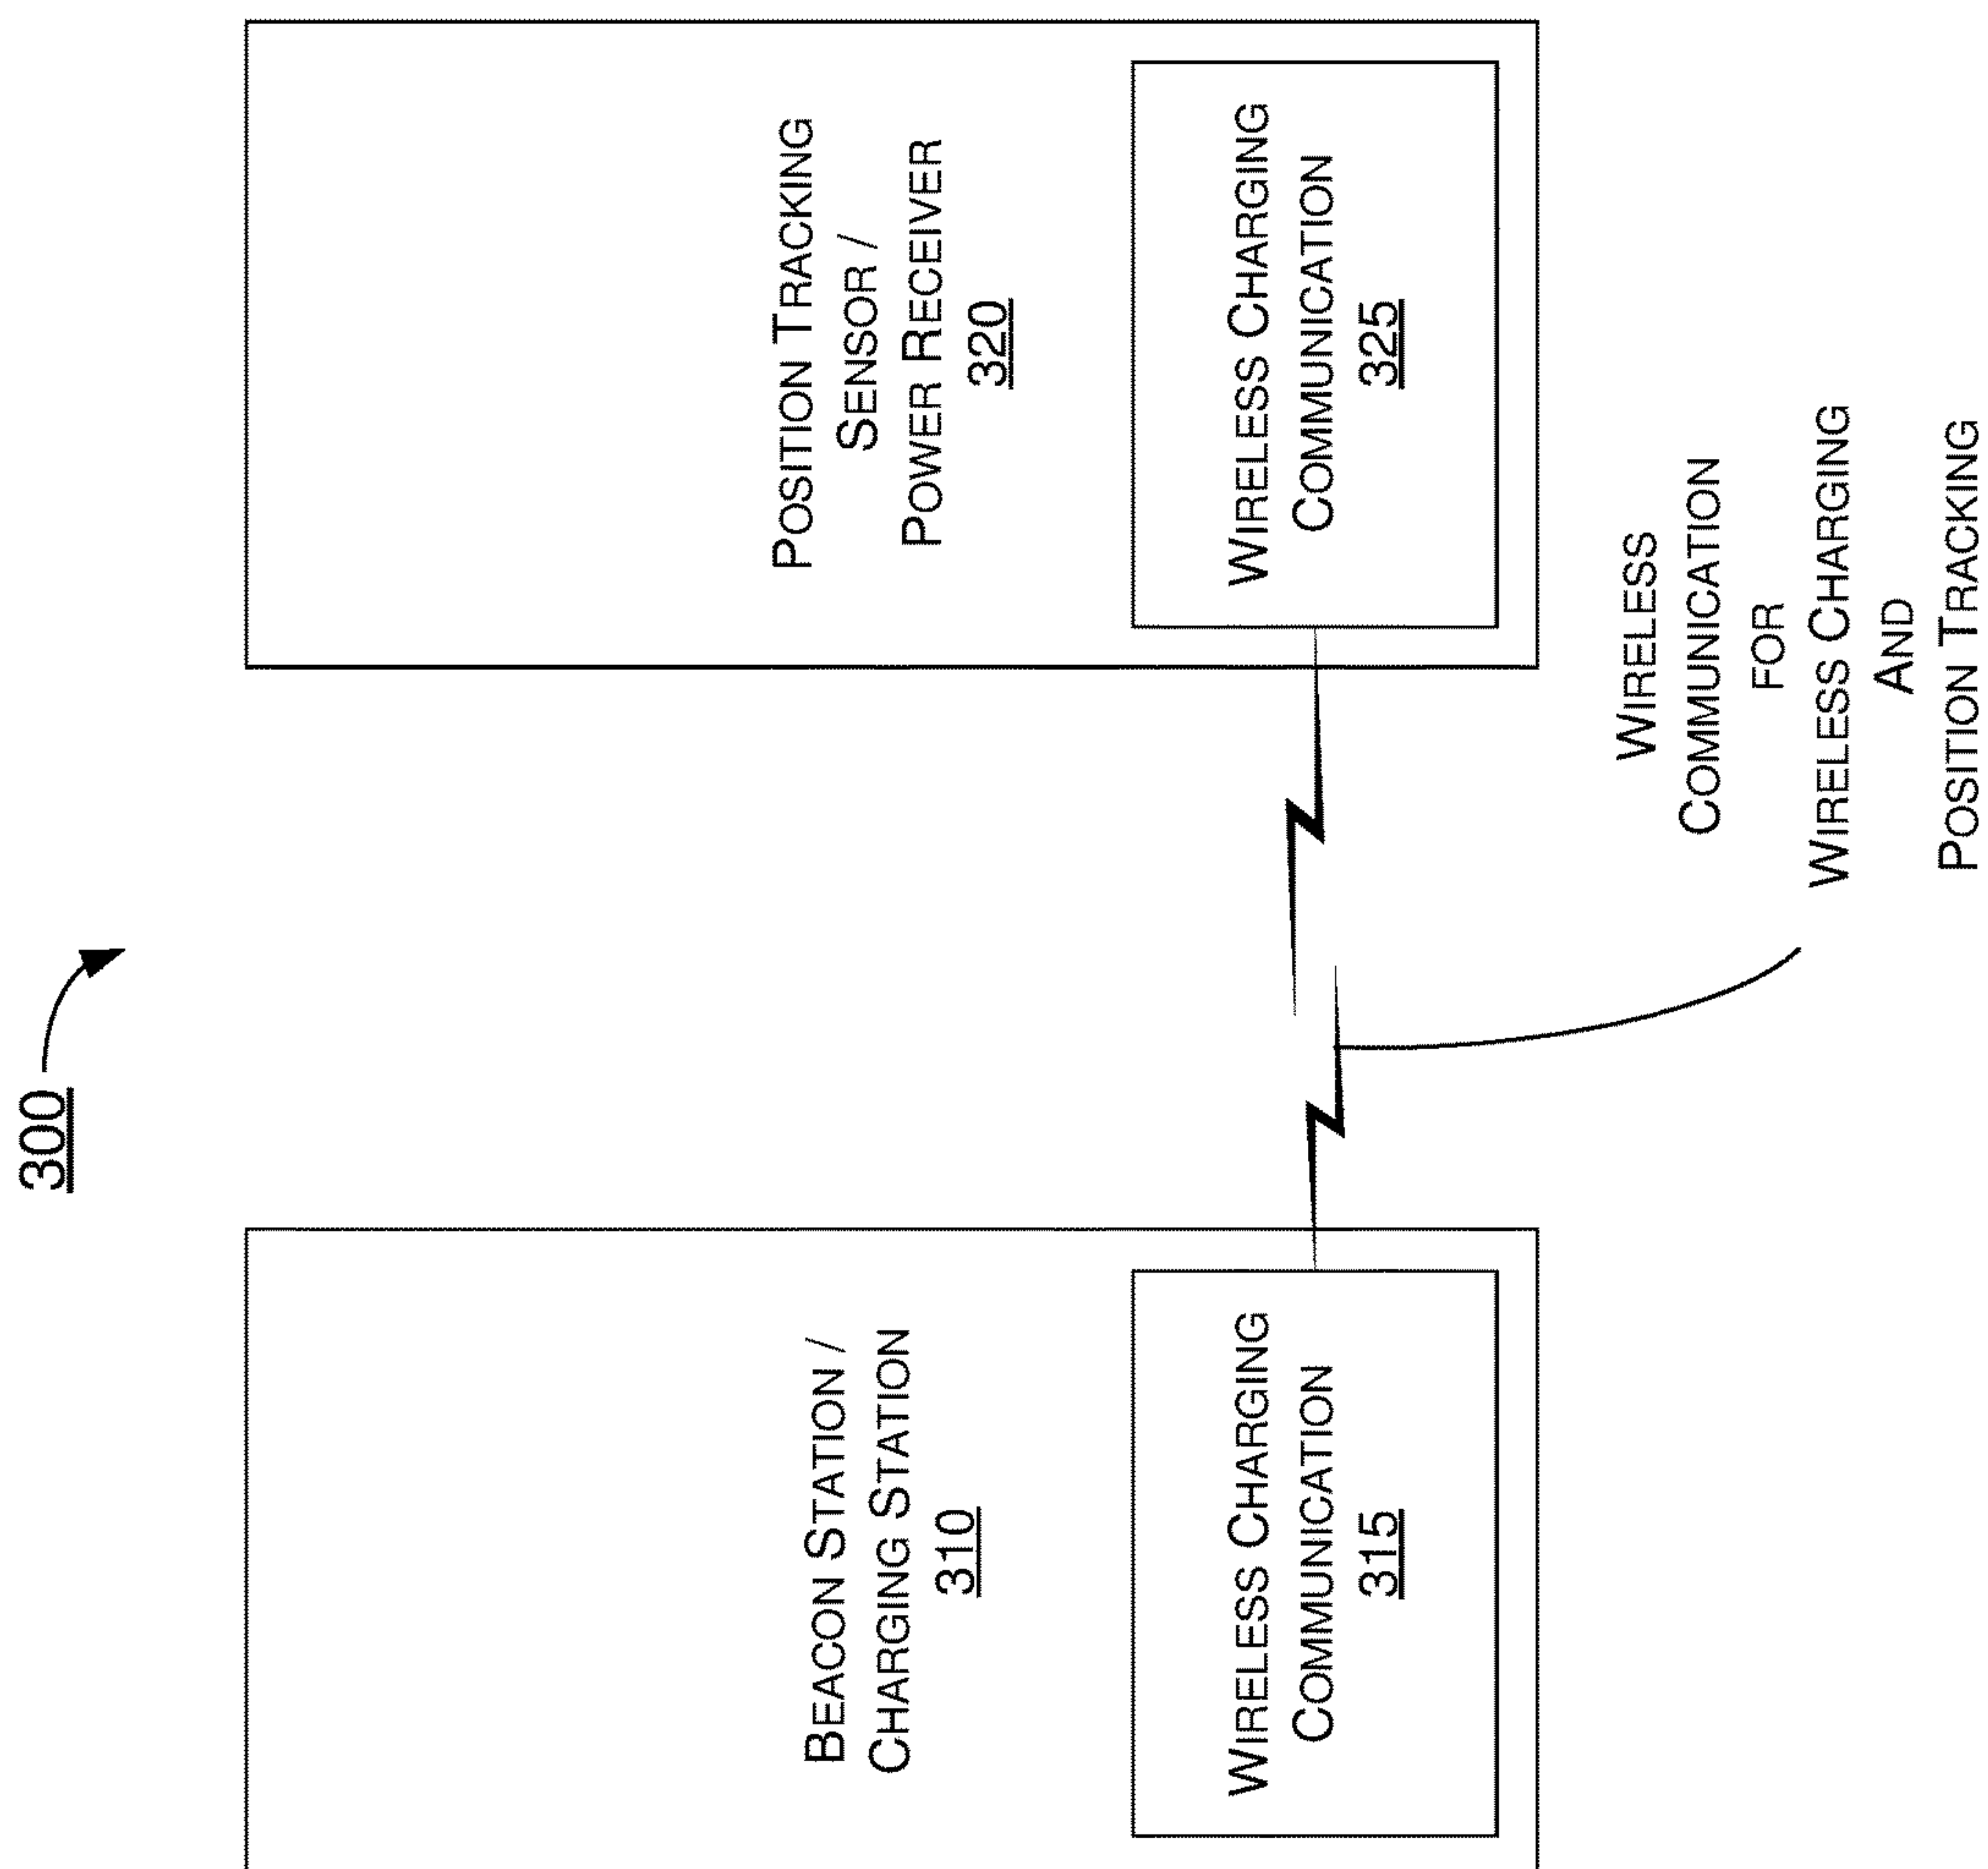 300
BEACON STATION /
CHARGING STATION
310
WIRELESS CHARGING
COMMUNICATION
315
POSITION TRACKING
SENSOR /
POWER RECEIVER
320
WIRELESS CHARGING
COMMUNICATION
325
WIRELESS
COMMUNICATION
FOR
WIRELESS CHARGING
AND
POSITION TRACKING